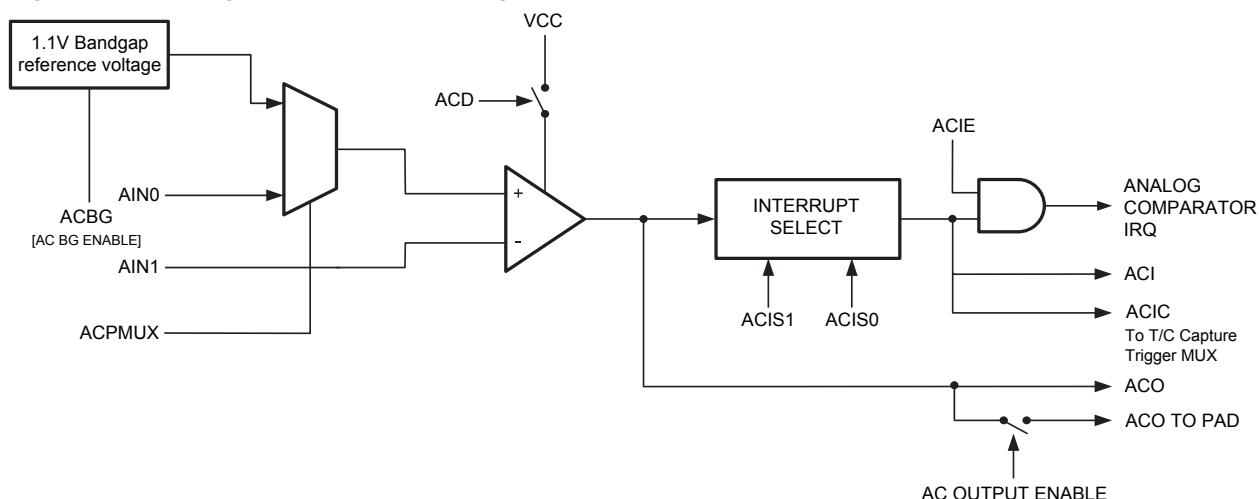 VCC
1.1V Bandgap
reference voltage
ACD
ACIE
AIN0
+
ANALOG
COMPARATOR
IRQ
INTERRUPT
SELECT
ACBG
[AC BG ENABLE]
-
AIN1
ACI
ACIS1
ACIS0
ACIC
To T/C Capture
Trigger MUX
ACPMUX
ACO
ACO TO PAD
AC OUTPUT ENABLE